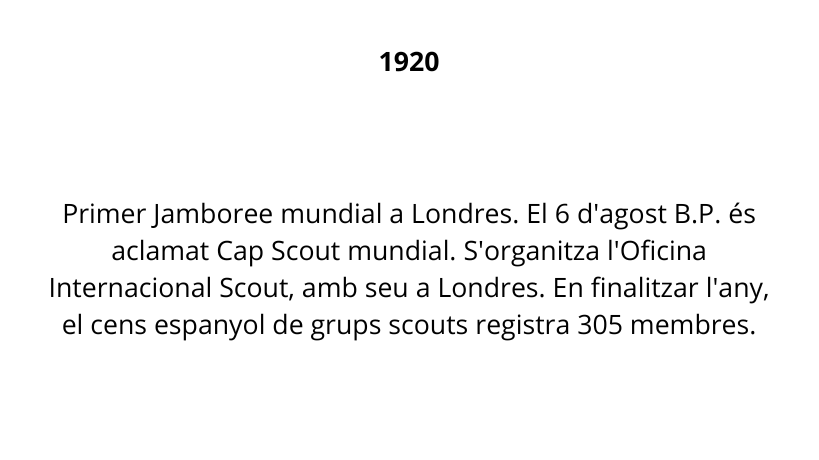 1920
Primer Jamboree mundial a Londres. El 6 d'agost B.P. és
aclamat Cap Scout mundial. S'organitza l'Oficina
Internacional Scout, amb seu a Londres. En finalitzar l'any,
el cens espanyol de grups scouts registra 305 membres.